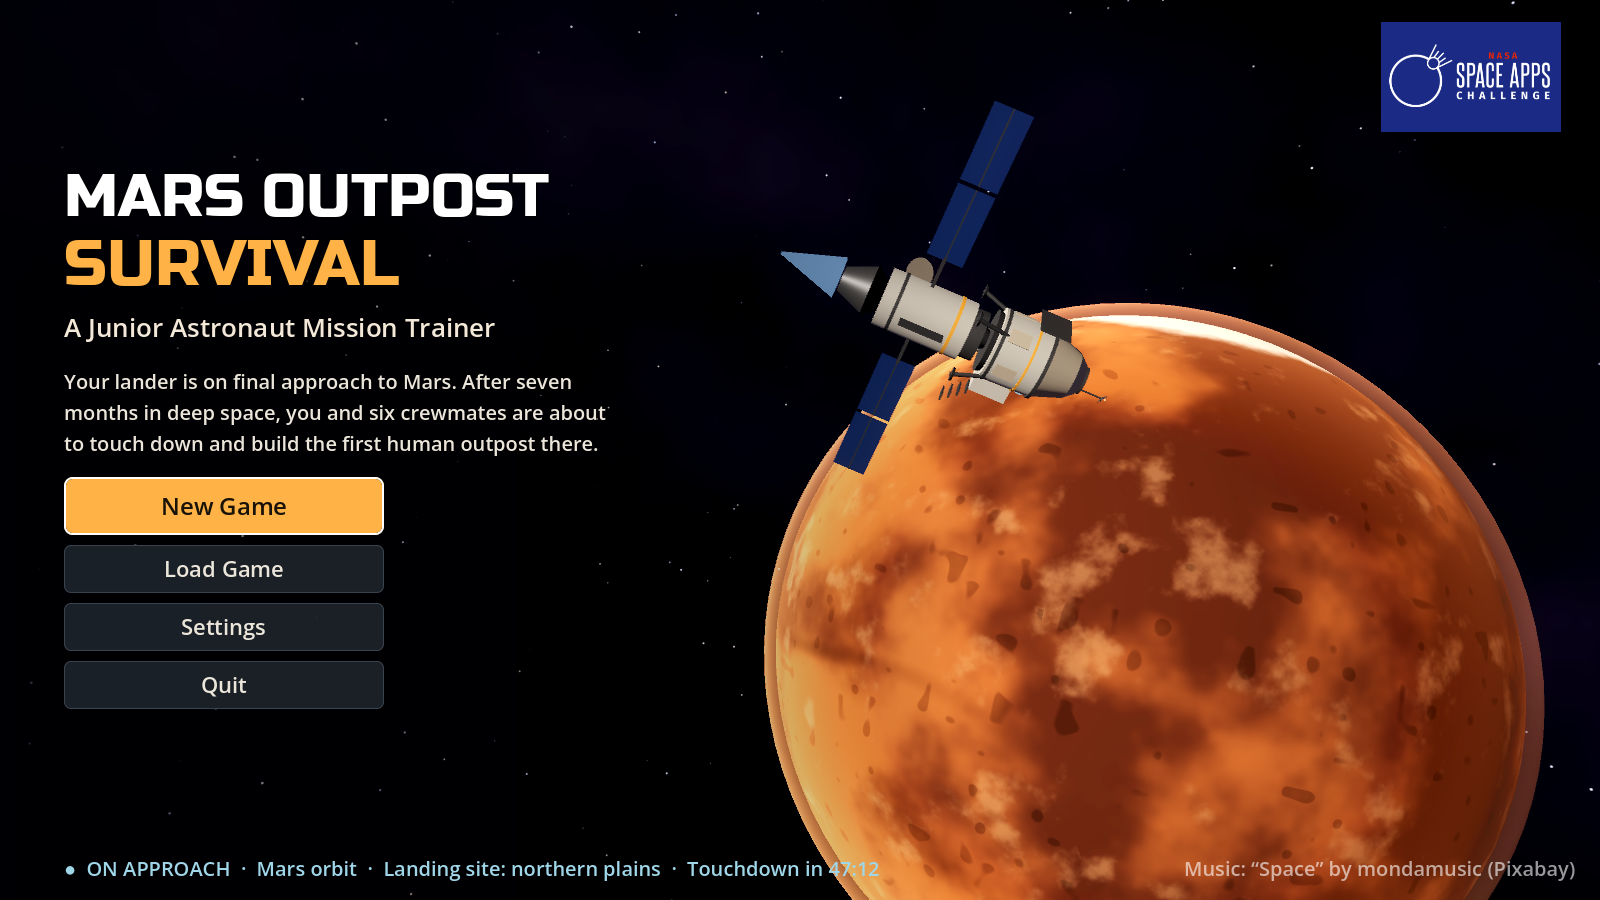 NASA
SPACE APPS
CHALLENGE
MARS OUTPOST
SURVIVAL
A Junior Astronaut Mission Trainer
Your lander is on final approach to Mars. After seven
months in deep space, you and six crewmates are about
to touch down and build the first human outpost there.
New Game
Load Game
Settings
Quit
● ON APPROACH · Mars orbit · Landing site: northern plains · Touchdown in 47:12
Music: “Space” by mondamusic (Pixabay)